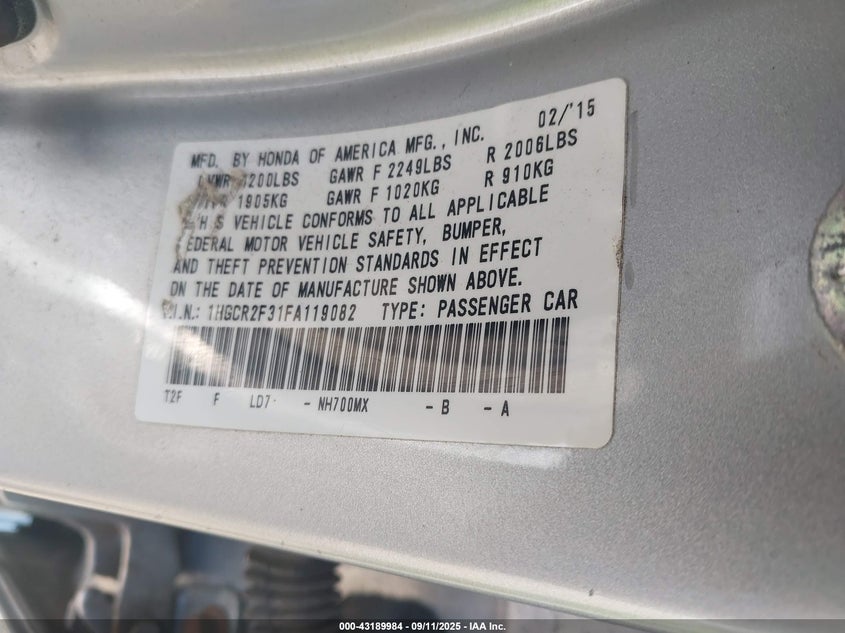 02/'15
MFD. BY HONDA OF AMERICA MFG., INC.
200LBS GAWR F 2249LBS R 2006LBS
1905KG GAWR F 1020KG R 910KG
VEHICLE CONFORMS TO ALL APPLICABLE
FEDERAL MOTOR VEHICLE SAFETY, BUMPER,
AND THEFT PREVENTION STANDARDS IN EFFECT
ON THE DATE OF MANUFACTURE SHOWN ABOVE.
V.I.N.: 1HGCR2F31FA119082 TYPE: PASSENGER CAR
T2F F LD7 - NH700MX - B - A
000-43189984 - 09/11/2025 - IAA Inc.